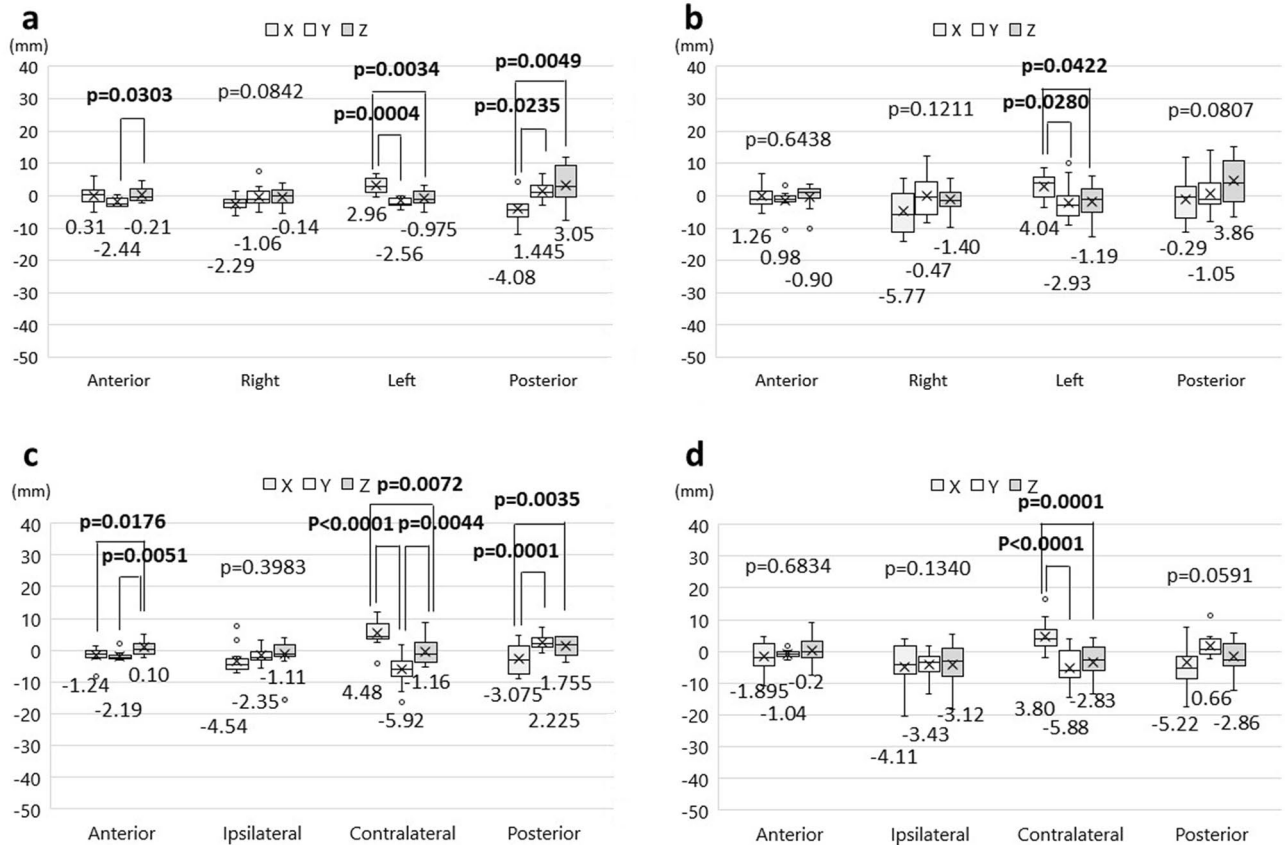 a
(mm)
X Y Z
40
30
20
10
0
-10
-20
-30
-40
-50
p=0.0303
p=0.0842
p=0.0034
p=0.0004
p=0.0049
p=0.0235
0.31
-2.44
-0.21
-2.29
-1.06
-0.14
2.96
-2.56
-0.975
-4.08
1.445
3.05
Anterior Right Left Posterior
b
(mm)
X Y Z
40
30
20
10
0
-10
-20
-30
-40
-50
p=0.6438
p=0.1211
p=0.0422
p=0.0280
p=0.0807
1.26
0.98
-0.90
-5.77
-0.47
-1.40
4.04
-2.93
-1.19
-0.29
-1.05
3.86
Anterior Right Left Posterior
c
(mm)
X Y Z
40
30
20
10
0
-10
-20
-30
-40
-50
p=0.0176
p=0.0051
p=0.3983
p=0.0072
P<0.0001 p=0.0044
p=0.0035
p=0.0001
-1.24
-2.19
0.10
-4.54
-2.35
-1.11
4.48
-5.92
-1.16
-3.075
2.225
1.755
Anterior Ipsilateral Contralateral Posterior
d
(mm)
X Y Z
40
30
20
10
0
-10
-20
-30
-40
-50
p=0.6834
p=0.1340
p=0.0001
P<0.0001
p=0.0591
-1.895
-1.04
-0.2
-4.11
-3.43
-3.12
3.80
-5.88
-2.83
-5.22
0.66
-2.86
Anterior Ipsilateral Contralateral Posterior